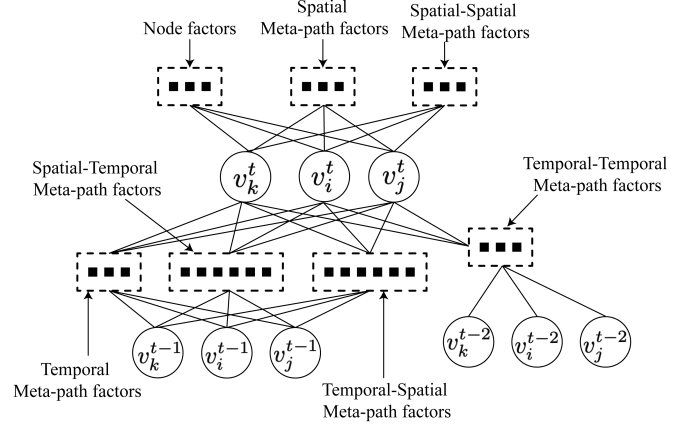 Node factors
Spatial
Meta-path factors
Spatial-Spatial
Meta-path factors
v_k^t
v_i^t
v_j^t
Spatial-Temporal
Meta-path factors
Temporal-Temporal
Meta-path factors
v_k^{t-1}
v_i^{t-1}
v_j^{t-1}
v_k^{t-2}
v_i^{t-2}
v_j^{t-2}
Temporal
Meta-path factors
Temporal-Spatial
Meta-path factors